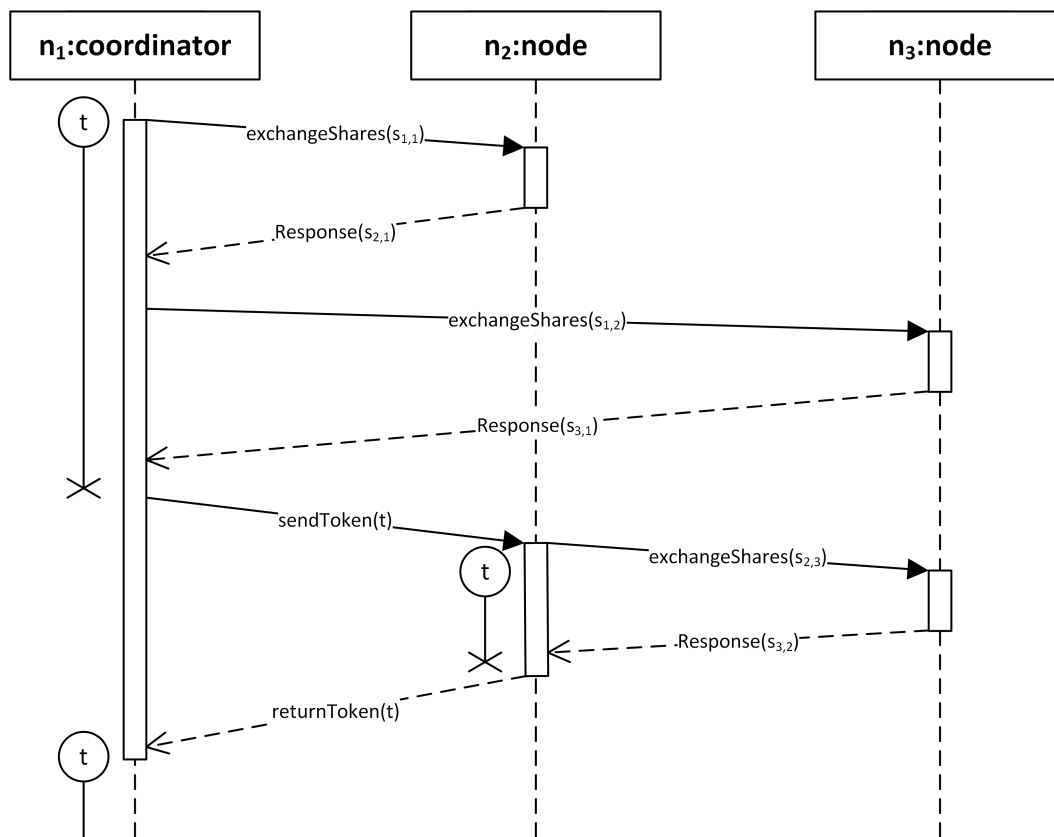 n₁:coordinator
n₂:node
n₃:node
t
exchangeShares(s₁,₁)
Response(s₂,₁)
exchangeShares(s₁,₂)
Response(s₃,₁)
sendToken(t)
t
exchangeShares(s₂,₃)
Response(s₃,₂)
returnToken(t)
t